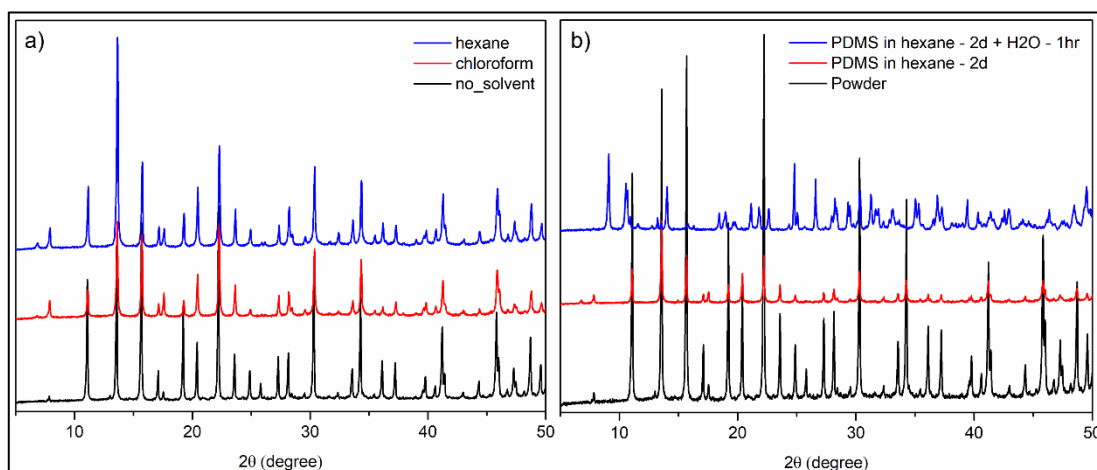 a)
hexane
chloroform
no_solvent
10
20
30
40
50
2θ (degree)
b)
PDMS in hexane - 2d + H2O - 1hr
PDMS in hexane - 2d
Powder
10
20
30
40
50
2θ (degree)